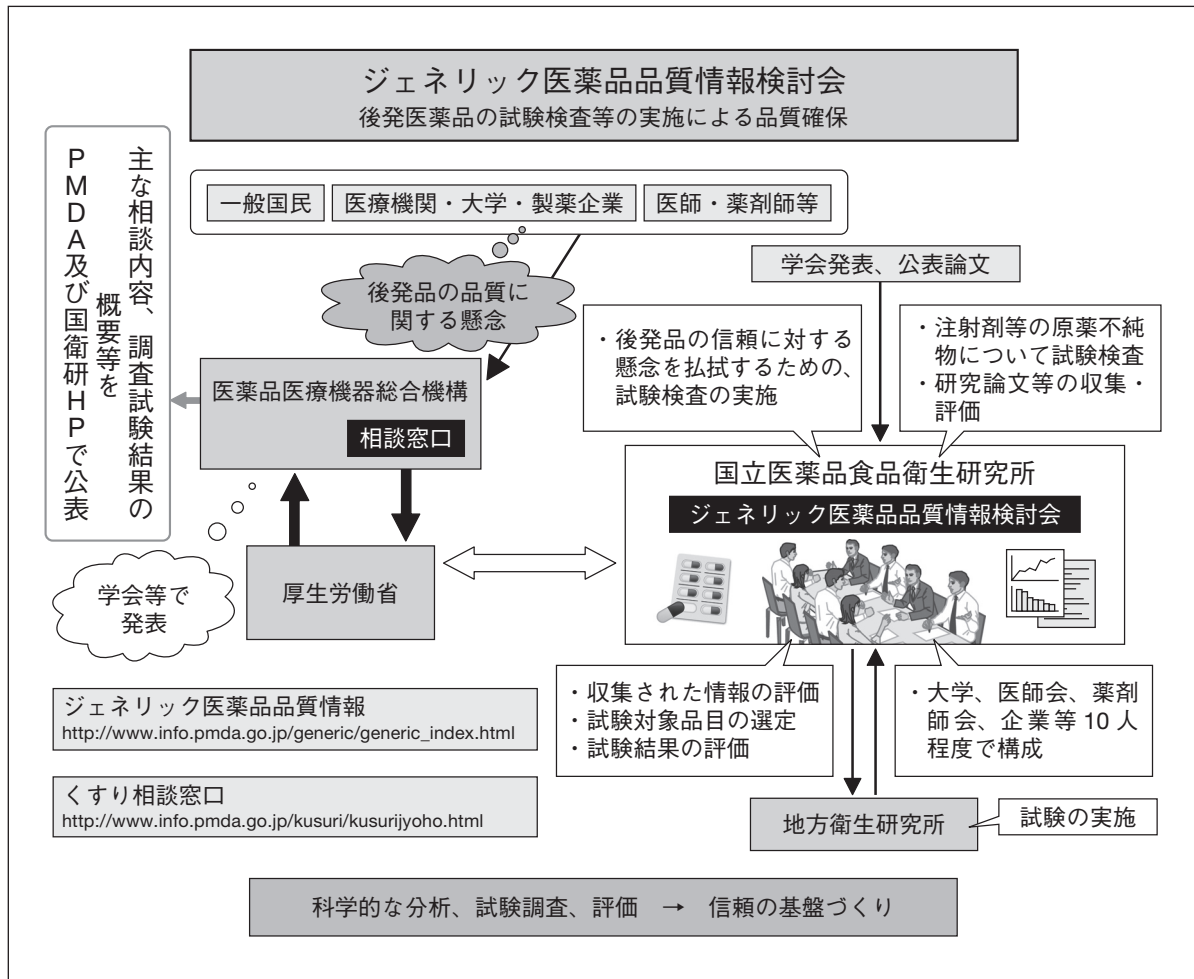 ジェネリック医薬品品質情報検討会
後発医薬品の試験検査等の実施による品質確保
主な相談内容、調査試験結果の
概要等を
PMDA及び国衛研HPで公表
一般国民
医療機関・大学・製薬企業
医師・薬剤師等
後発品の品質に
関する懸念
学会発表、公表論文
・後発品の信頼に対する
懸念を払拭するための、
試験検査の実施
・注射剤等の原薬不純
物について試験検査
・研究論文等の収集・
評価
医薬品医療機器総合機構
相談窓口
国立医薬品食品衛生研究所
ジェネリック医薬品品質情報検討会
学会等で
発表
厚生労働省
・収集された情報の評価
・試験対象品目の選定
・試験結果の評価
・大学、医師会、薬剤
師会、企業等10人
程度で構成
ジェネリック医薬品品質情報
http://www.info.pmda.go.jp/generic/generic_index.html
くすり相談窓口
http://www.info.pmda.go.jp/kusuri/kusurijyoho.html
地方衛生研究所
試験の実施
科学的な分析、試験調査、評価 → 信頼の基盤づくり